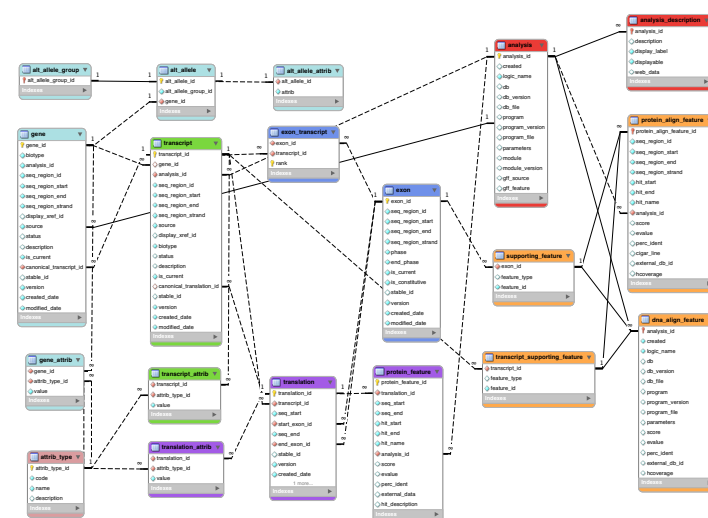 alt_allele_group
alt_allele_group_id
Indexes
alt_allele
alt_allele_id
alt_allele_group_id
gene_id
Indexes
alt_allele_attrib
alt_allele_id
attrib
Indexes
gene
gene_id
biotype
analysis_id
seq_region_id
seq_region_start
seq_region_end
seq_region_strand
display_xref_id
source
status
description
is_current
canonical_transcript_id
stable_id
version
created_date
modified_date
Indexes
transcript
transcript_id
gene_id
analysis_id
seq_region_id
seq_region_start
seq_region_end
seq_region_strand
source
display_xref_id
biotype
status
description
is_current
canonical_translation_id
stable_id
version
created_date
modified_date
Indexes
exon_transcript
exon_id
transcript_id
rank
Indexes
exon
exon_id
seq_region_id
seq_region_start
seq_region_end
seq_region_strand
phase
end_phase
is_current
is_constitutive
stable_id
version
created_date
modified_date
Indexes
analysis
analysis_id
created
logic_name
db
db_version
db_file
program
program_version
program_file
parameters
module
module_version
gff_source
gff_feature
Indexes
analysis_description
analysis_id
description
display_label
displayable
web_data
Indexes
protein_align_feature
protein_align_feature_id
seq_region_id
seq_region_start
seq_region_end
seq_region_strand
hit_start
hit_end
hit_name
analysis_id
score
evalue
perc_ident
cigar_line
external_db_id
hcoverage
Indexes
supporting_feature
exon_id
feature_type
feature_id
Indexes
dna_align_feature
analysis_id
created
logic_name
db
db_version
db_file
program
program_version
program_file
parameters
score
evalue
perc_ident
external_db_id
hcoverage
Indexes
transcript_supporting_feature
transcript_id
feature_type
feature_id
Indexes
gene_attrib
gene_id
attrib_type_id
value
Indexes
transcript_attrib
transcript_id
attrib_type_id
value
Indexes
translation
translation_id
transcript_id
seq_start
start_exon_id
seq_end
end_exon_id
stable_id
version
created_date
1 more...
Indexes
protein_feature
protein_feature_id
translation_id
seq_start
seq_end
hit_start
hit_end
hit_name
analysis_id
score
evalue
perc_ident
external_data
hit_description
Indexes
attrib_type
attrib_type_id
code
name
description
Indexes
translation_attrib
translation_id
attrib_type_id
value
Indexes